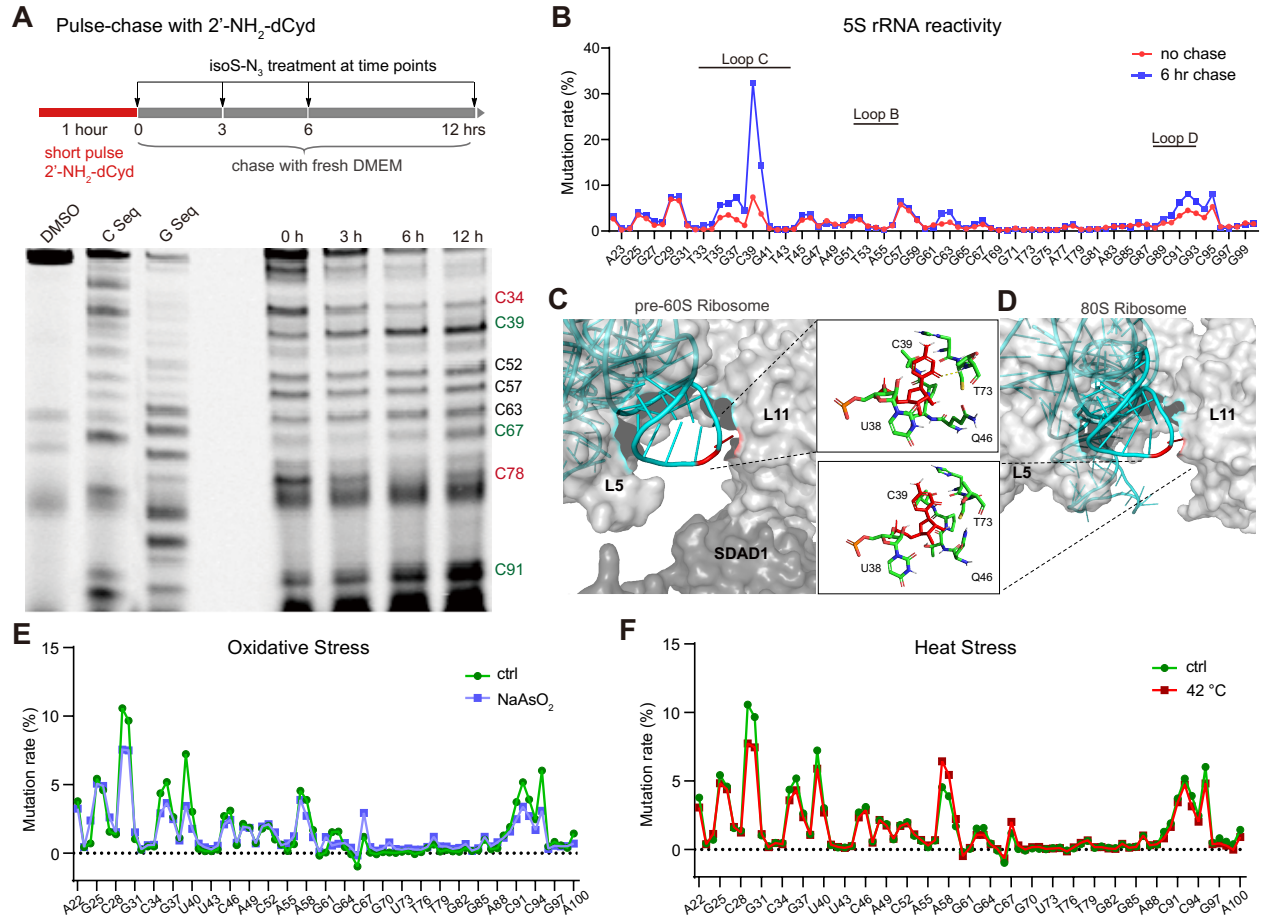 A
Pulse-chase with 2’-NH2-dCyd
isoS-N3 treatment at time points
1 hour 0 3 6 12 hrs
short pulse
2’-NH2-dCyd
chase with fresh DMEM
DMSO C Seq G Seq 0 h 3 h 6 h 12 h
C34
C39
C52
C57
C63
C67
C78
C91
B
5S rRNA reactivity
Mutation rate (%)
40
30
20
10
0
Loop C
Loop B
Loop D
no chase
6 hr chase
A23 G25 G27 C29 G31 T33 T35 G37 C39 G41 T43 T45 G47 A49 G51 T53 A55 C57 G59 G61 C63 G65 G67 T69 G71 T73 G75 A77 T79 G81 A83 G85 G87 G89 C91 G93 C95 G97 G99
C
pre-60S Ribosome
L11
L5
SDAD1
C39
T73
U38
Q46
C39
T73
U38
Q46
D
80S Ribosome
L11
L5
E
Oxidative Stress
Mutation rate (%)
15
10
5
0
ctrl
NaAsO2
A22 G25 C28 G31 C34 G37 U40 U43 C46 A49 C52 A55 A58 G61 G64 C67 G70 U73 T76 T79 G82 G85 A88 C91 C94 G97 A100
F
Heat Stress
Mutation rate (%)
15
10
5
0
ctrl
42 °C
A22 G25 C28 G31 C34 G37 U40 U43 C46 A49 C52 A55 A58 G61 G64 C67 G70 U73 T76 T79 G82 G85 A88 C91 C94 G97 A100